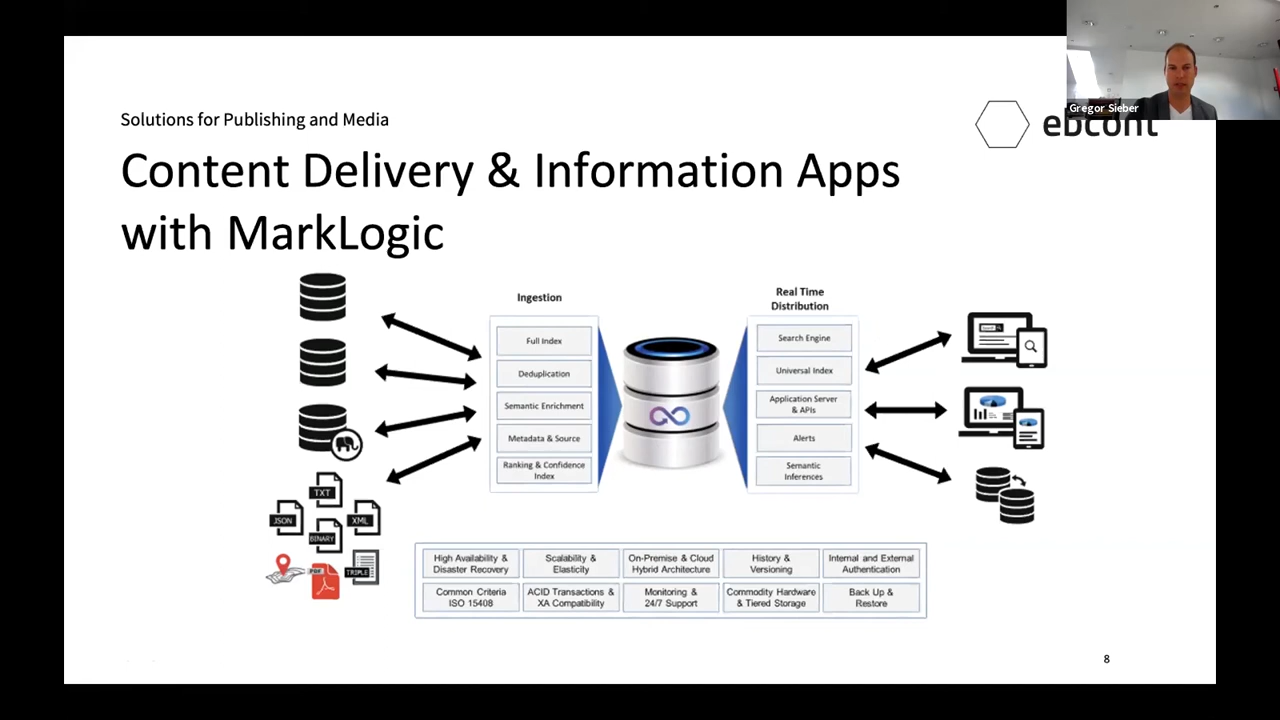 Gregor Sieber
Solutions for Publishing and Media
ebcont
Content Delivery & Information Apps
with MarkLogic
Ingestion
Full Index
Deduplication
Semantic Enrichment
Metadata & Source
Ranking & Confidence
Index
Real Time
Distribution
Search Engine
Universal Index
Application Server
& APIs
Alerts
Semantic
Inferences
TXT
JSON
XML
BINARY
PDF
TRIPLE
Search
High Availability &
Disaster Recovery
Scalability &
Elasticity
On-Premise & Cloud
Hybrid Architecture
History &
Versioning
Internal and External
Authentication
Common Criteria
ISO 15408
ACID Transactions &
XA Compatibility
Monitoring &
24/7 Support
Commodity Hardware
& Tiered Storage
Back Up &
Restore
8